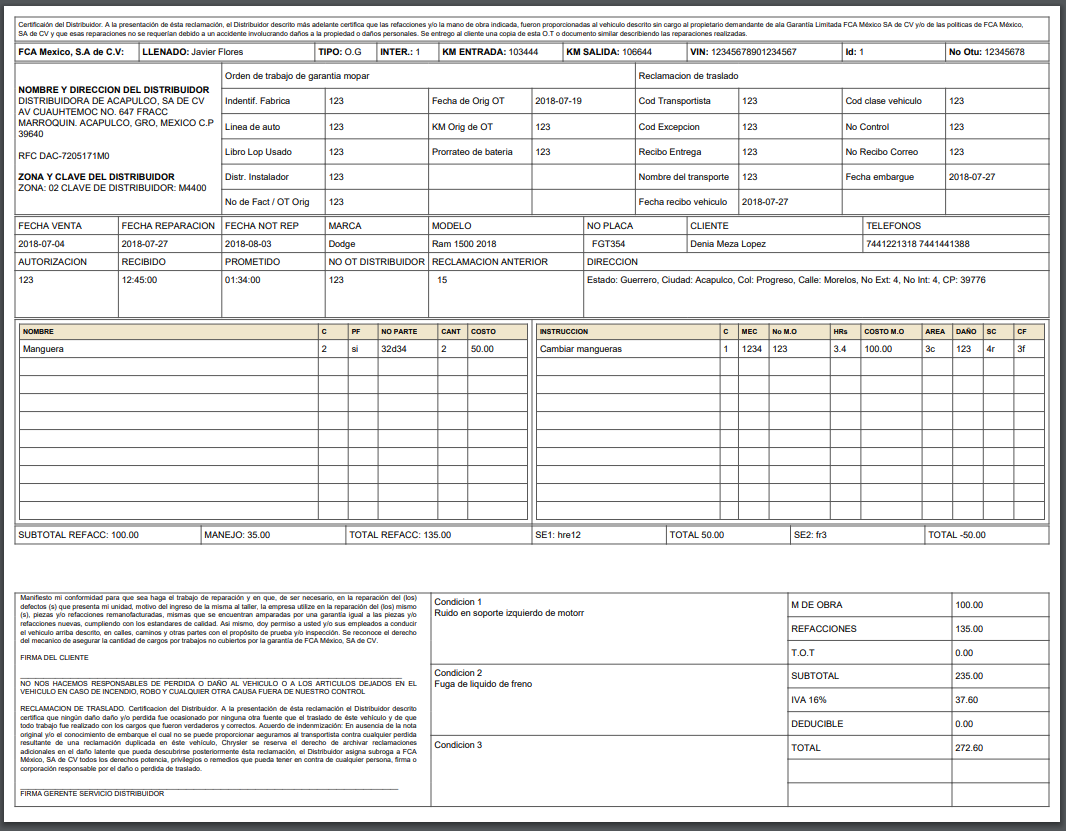 Certificaión del Distribuidor. A la presentación de ésta reclamación, el Distribuidor descrito más adelante certifica que las refacciones y/o la mano de obra indicada, fueron proporcionadas al vehiculo descrito sin cargo al propietario demandante de ala Garantía Limitada FCA México SA de CV y/o de las politicas de FCA México,
SA de CV y que esas reparaciones no se requerían debido a un accidente involucrando daños a la propiedad o daños personales. Se entrego al cliente una copia de esta O.T o documento similar describiendo las reparaciones realizadas.
FCA Mexico, S.A de C.V: LLENADO: Javier Flores TIPO: O.G INTER.: 1 KM ENTRADA: 103444 KM SALIDA: 106644 VIN: 12345678901234567 Id: 1 No Otu: 12345678
NOMBRE Y DIRECCION DEL DISTRIBUIDOR
DISTRIBUIDORA DE ACAPULCO, SA DE CV
AV CUAUHTEMOC NO. 647 FRACC
MARROQUIN. ACAPULCO, GRO, MEXICO C.P
39640
RFC DAC-7205171M0
ZONA Y CLAVE DEL DISTRIBUIDOR
ZONA: 02 CLAVE DE DISTRIBUIDOR: M4400
Orden de trabajo de garantia mopar Reclamacion de traslado
Indentif. Fabrica 123 Fecha de Orig OT 2018-07-19 Cod Transportista 123 Cod clase vehiculo 123
Linea de auto 123 KM Orig de OT 123 Cod Excepcion 123 No Control 123
Libro Lop Usado 123 Prorrateo de bateria 123 Recibo Entrega 123 No Recibo Correo 123
Distr. Instalador 123 Nombre del transporte 123 Fecha embargue 2018-07-27
No de Fact / OT Orig 123 Fecha recibo vehiculo 2018-07-27
FECHA VENTA FECHA REPARACION FECHA NOT REP MARCA MODELO NO PLACA CLIENTE TELEFONOS
2018-07-04 2018-07-27 2018-08-03 Dodge Ram 1500 2018 FGT354 Denia Meza Lopez 7441221318 7441441388
AUTORIZACION RECIBIDO PROMETIDO NO OT DISTRIBUIDOR RECLAMACION ANTERIOR DIRECCION
123 12:45:00 01:34:00 123 15 Estado: Guerrero, Ciudad: Acapulco, Col: Progreso, Calle: Morelos, No Ext: 4, No Int: 4, CP: 39776
NOMBRE C PF NO PARTE CANT COSTO INSTRUCCION C MEC No M.O HRs COSTO M.O AREA DAÑO SC CF
Manguera 2 si 32d34 2 50.00 Cambiar mangueras 1 1234 123 3.4 100.00 3c 123 4r 3f
SUBTOTAL REFACC: 100.00 MANEJO: 35.00 TOTAL REFACC: 135.00 SE1: hre12 TOTAL 50.00 SE2: fr3 TOTAL -50.00
Manifiesto mi conformidad para que sea haga el trabajo de reparación y en que, de ser necesario, en la reparación del (los)
defectos (s) que presenta mi unidad, motivo del ingreso de la misma al taller, la empresa utilize en la reparación del (los) mismo
(s), piezas y/o refacciones remanofacturadas, mismas que se encuentran amparadas por una garantía igual a las piezas y/o
refacciones nuevas, cumpliendo con los estandares de calidad. Asi mismo, doy permiso a usted y/o sus empleados a conducir
el vehículo arriba descrito, en calles, caminos y otras partes con el propósito de prueba y/o inspección. Se reconoce el derecho
del mecanico de asegurar la cantidad de cargos por trabajos no cubiertos por la garantía de FCA México, SA de CV.
FIRMA DEL CLIENTE
NO NOS HACEMOS RESPONSABLES DE PERDIDA O DAÑO AL VEHICULO O A LOS ARTICULOS DEJADOS EN EL
VEHICULO EN CASO DE INCENDIO, ROBO Y CUALQUIER OTRA CAUSA FUERA DE NUESTRO CONTROL
RECLAMACION DE TRASLADO. Certificacion del Distribuidor. A la presentación de ésta reclamación el Distribuidor descrito
certifica que ningún daño daño y/o perdida fue ocasionado por ninguna otra fuente que el traslado de éste vehículo y de que
todo trabajo fue realizado con los cargos que fueron verdaderos y correctos. Acuerdo de indenmización: En ausencia de la nota
original y/o el conocimiento de embarque el cual no se puede proporcionar aeguramos al transportista contra cualquier perdida
resultante de una reclamación duplicada en éste vehículo, Chrysler se reserva el derecho de archivar reclamaciones
adicionales en el daño latente que pueda descubrirse posteriormente ésta reclamación, el Distribuidor asigna subroga a FCA
México, SA de CV todos los derechos potencia, privilegios o remedios que pueda tener en contra de cualquier persona, firma o
corporación responsable por el daño o perdida de traslado.
FIRMA GERENTE SERVICIO DISTRIBUIDOR
Condicion 1
Ruido en soporte izquierdo de motorr
Condicion 2
Fuga de liquido de freno
Condicion 3
M DE OBRA 100.00
REFACCIONES 135.00
T.O.T 0.00
SUBTOTAL 235.00
IVA 16% 37.60
DEDUCIBLE 0.00
TOTAL 272.60